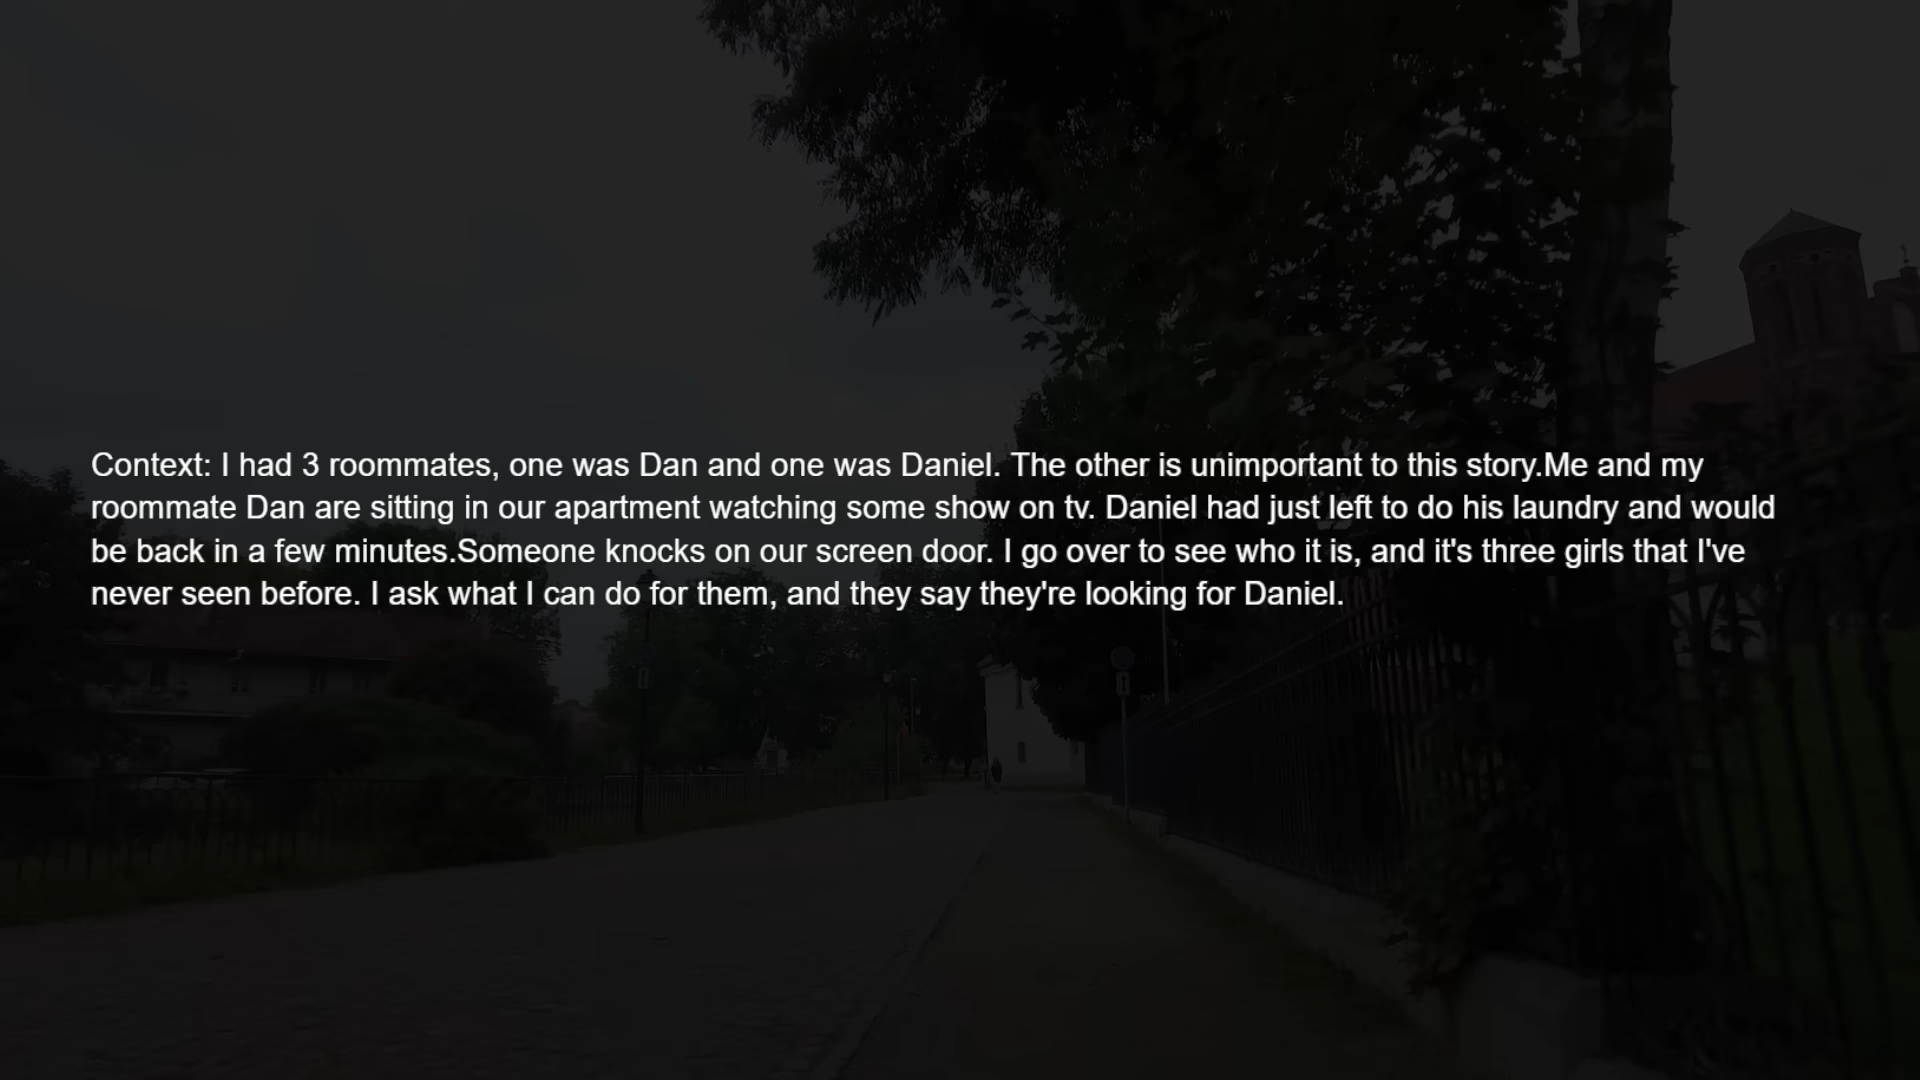 Context: I had 3 roommates, one was Dan and one was Daniel. The other is unimportant to this story.Me and my
roommate Dan are sitting in our apartment watching some show on tv. Daniel had just left to do his laundry and would
be back in a few minutes.Someone knocks on our screen door. I go over to see who it is, and it's three girls that I've
never seen before. I ask what I can do for them, and they say they're looking for Daniel.